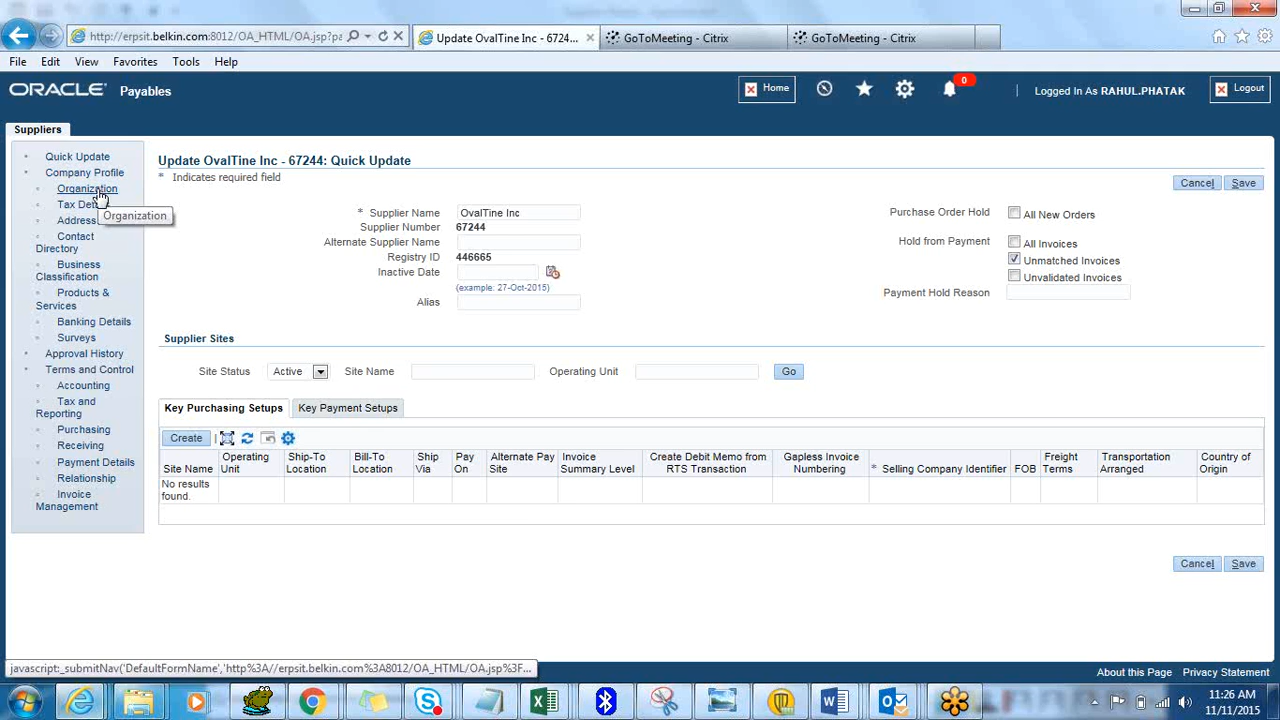 http://erpsit.belkin.com:8012/OA_HTML/OA.jsp?pa
Update OvalTine Inc - 6724...
GoToMeeting - Citrix
GoToMeeting - Citrix
File Edit View Favorites Tools Help
ORACLE Payables
Home
0
Logged In As RAHUL.PHATAK
Logout
Suppliers
Quick Update
Company Profile
Organization
Tax Det
Organization
Address
Contact
Directory
Business
Classification
Products &
Services
Banking Details
Surveys
Approval History
Terms and Control
Accounting
Tax and
Reporting
Purchasing
Receiving
Payment Details
Relationship
Invoice
Management
Update OvalTine Inc - 67244: Quick Update
* Indicates required field
Cancel Save
* Supplier Name OvalTine Inc
Supplier Number 67244
Alternate Supplier Name
Registry ID 446665
Inactive Date
(example: 27-Oct-2015)
Alias
Purchase Order Hold All New Orders
Hold from Payment All Invoices
Unmatched Invoices
Unvalidated Invoices
Payment Hold Reason
Supplier Sites
Site Status Active Site Name Operating Unit Go
Key Purchasing Setups Key Payment Setups
Create
Site Name
Operating Unit
Ship-To Location
Bill-To Location
Ship Via
Pay On
Alternate Pay Site
Invoice Summary Level
Create Debit Memo from RTS Transaction
Gapless Invoice Numbering
* Selling Company Identifier
FOB
Freight Terms
Transportation Arranged
Country of Origin
No results
found.
Cancel Save
javascript:_submitNav('DefaultFormName','http%3A//erpsit.belkin.com%3A8012/OA_HTML/OA.jsp%3F...
About this Page Privacy Statement
11:26 AM
11/11/2015